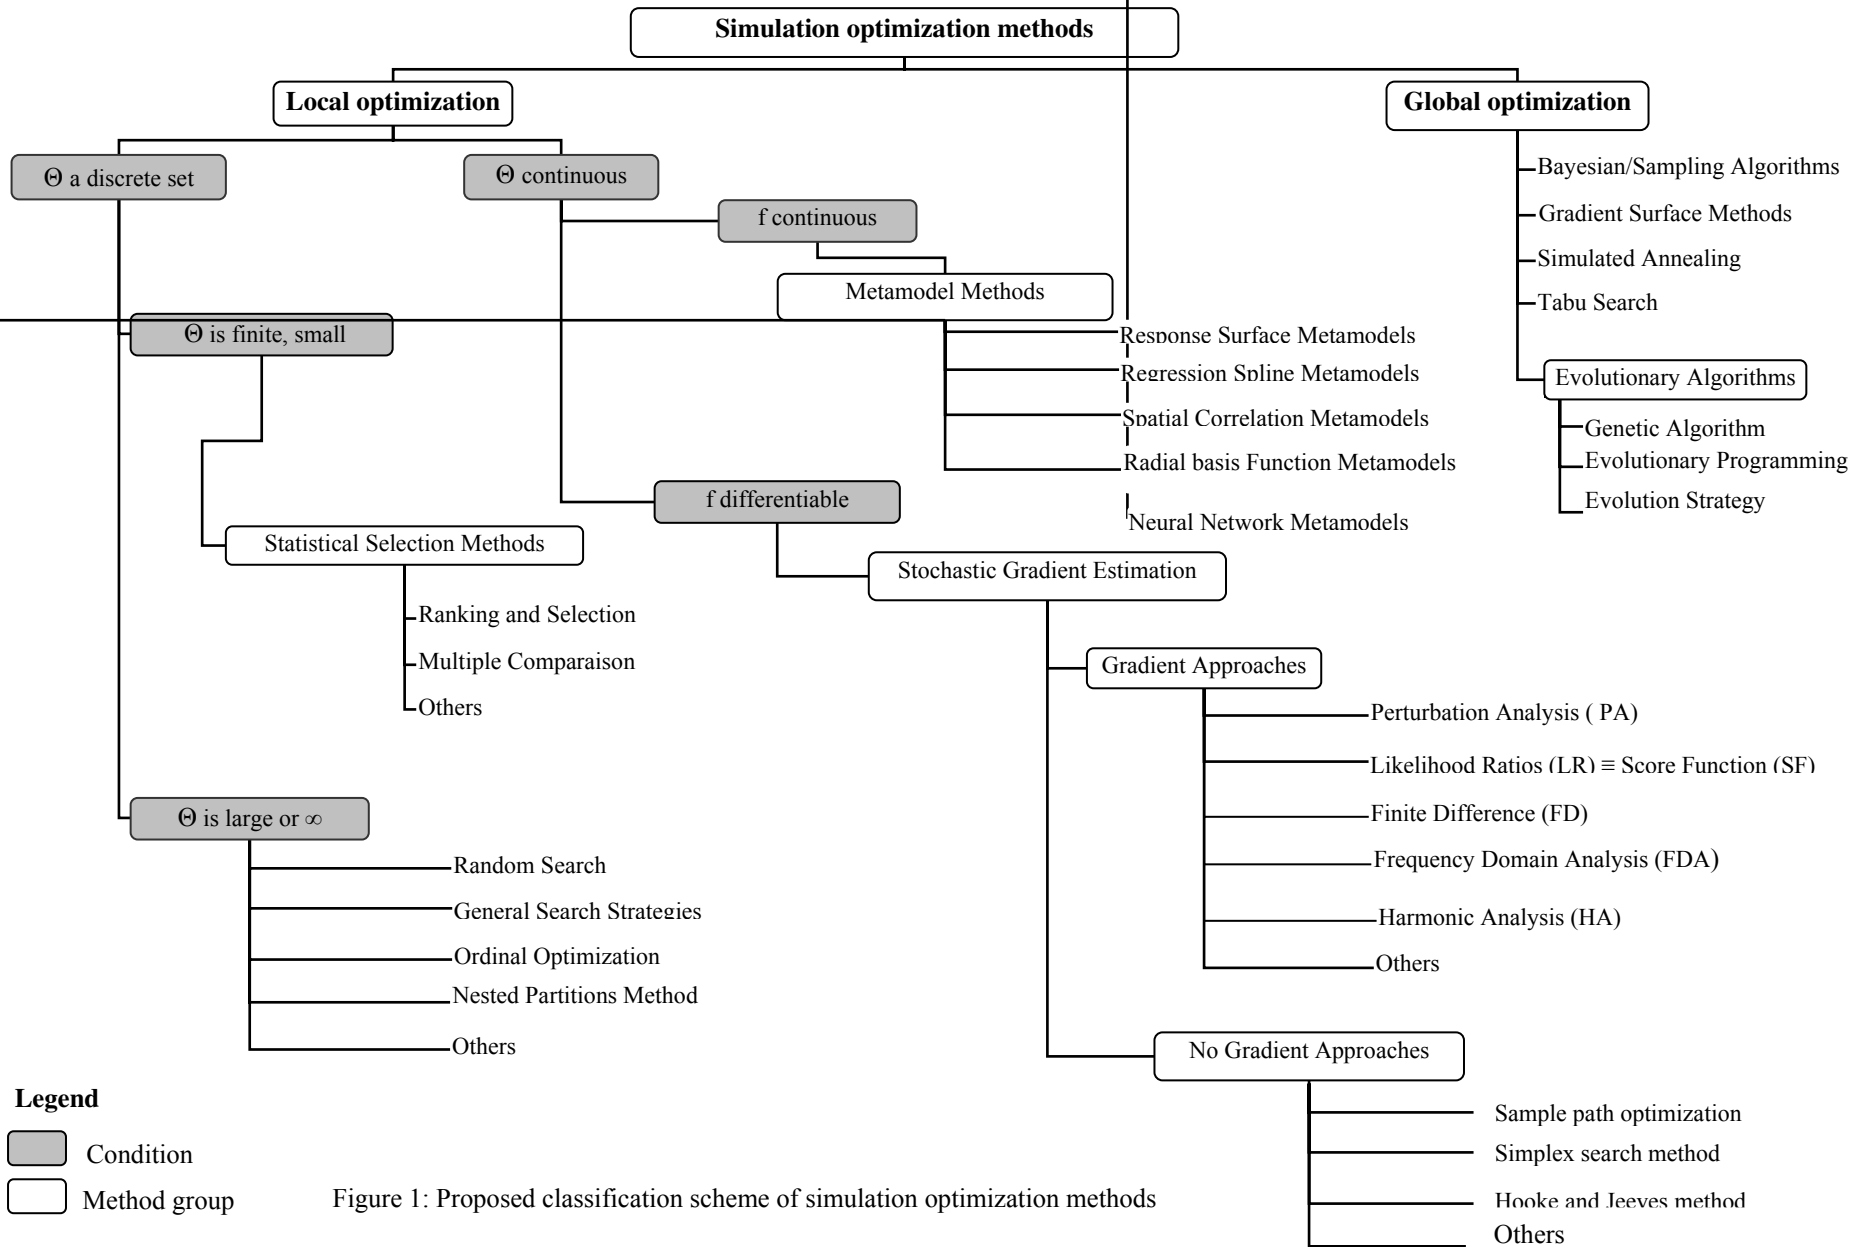 Simulation optimization methods
Local optimization
Global optimization
Θ a discrete set
Θ continuous
f continuous
Metamodel Methods
Response Surface Metamodels
Regression Spline Metamodels
Spatial Correlation Metamodels
Radial basis Function Metamodels
Neural Network Metamodels
Bayesian/Sampling Algorithms
Gradient Surface Methods
Simulated Annealing
Tabu Search
Evolutionary Algorithms
Genetic Algorithm
Evolutionary Programming
Evolution Strategy
Θ is finite, small
Statistical Selection Methods
Ranking and Selection
Multiple Comparaison
Others
f differentiable
Stochastic Gradient Estimation
Gradient Approaches
Perturbation Analysis ( PA)
Likelihood Ratios (LR) ≡ Score Function (SF)
Finite Difference (FD)
Frequency Domain Analysis (FDA)
Harmonic Analysis (HA)
Others
Θ is large or ∞
Random Search
General Search Strategies
Ordinal Optimization
Nested Partitions Method
Others
No Gradient Approaches
Sample path optimization
Simplex search method
Hooke and Jeeves method
Others
Legend
Condition
Method group
Figure 1: Proposed classification scheme of simulation optimization methods